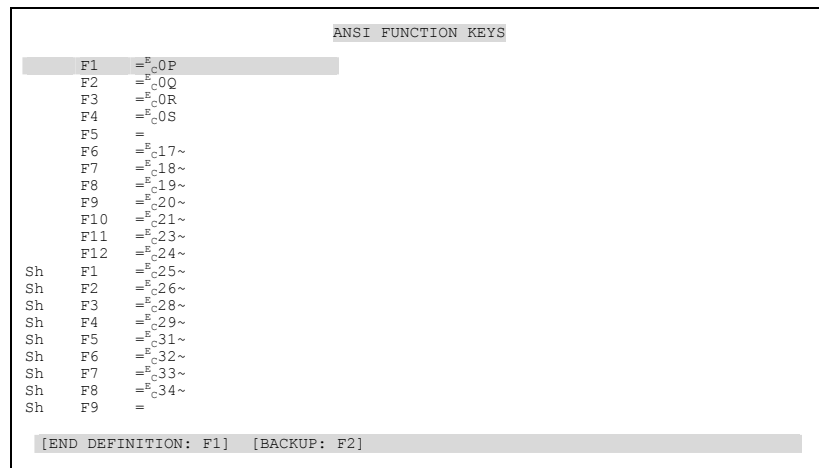 ANSI FUNCTION KEYS
F1 =ᴱc0P
F2 =ᴱc0Q
F3 =ᴱc0R
F4 =ᴱc0S
F5 =
F6 =ᴱc17~
F7 =ᴱc18~
F8 =ᴱc19~
F9 =ᴱc20~
F10 =ᴱc21~
F11 =ᴱc23~
F12 =ᴱc24~
Sh F1 =ᴱc25~
Sh F2 =ᴱc26~
Sh F3 =ᴱc28~
Sh F4 =ᴱc29~
Sh F5 =ᴱc31~
Sh F6 =ᴱc32~
Sh F7 =ᴱc33~
Sh F8 =ᴱc34~
Sh F9 =
[END DEFINITION: F1] [BACKUP: F2]